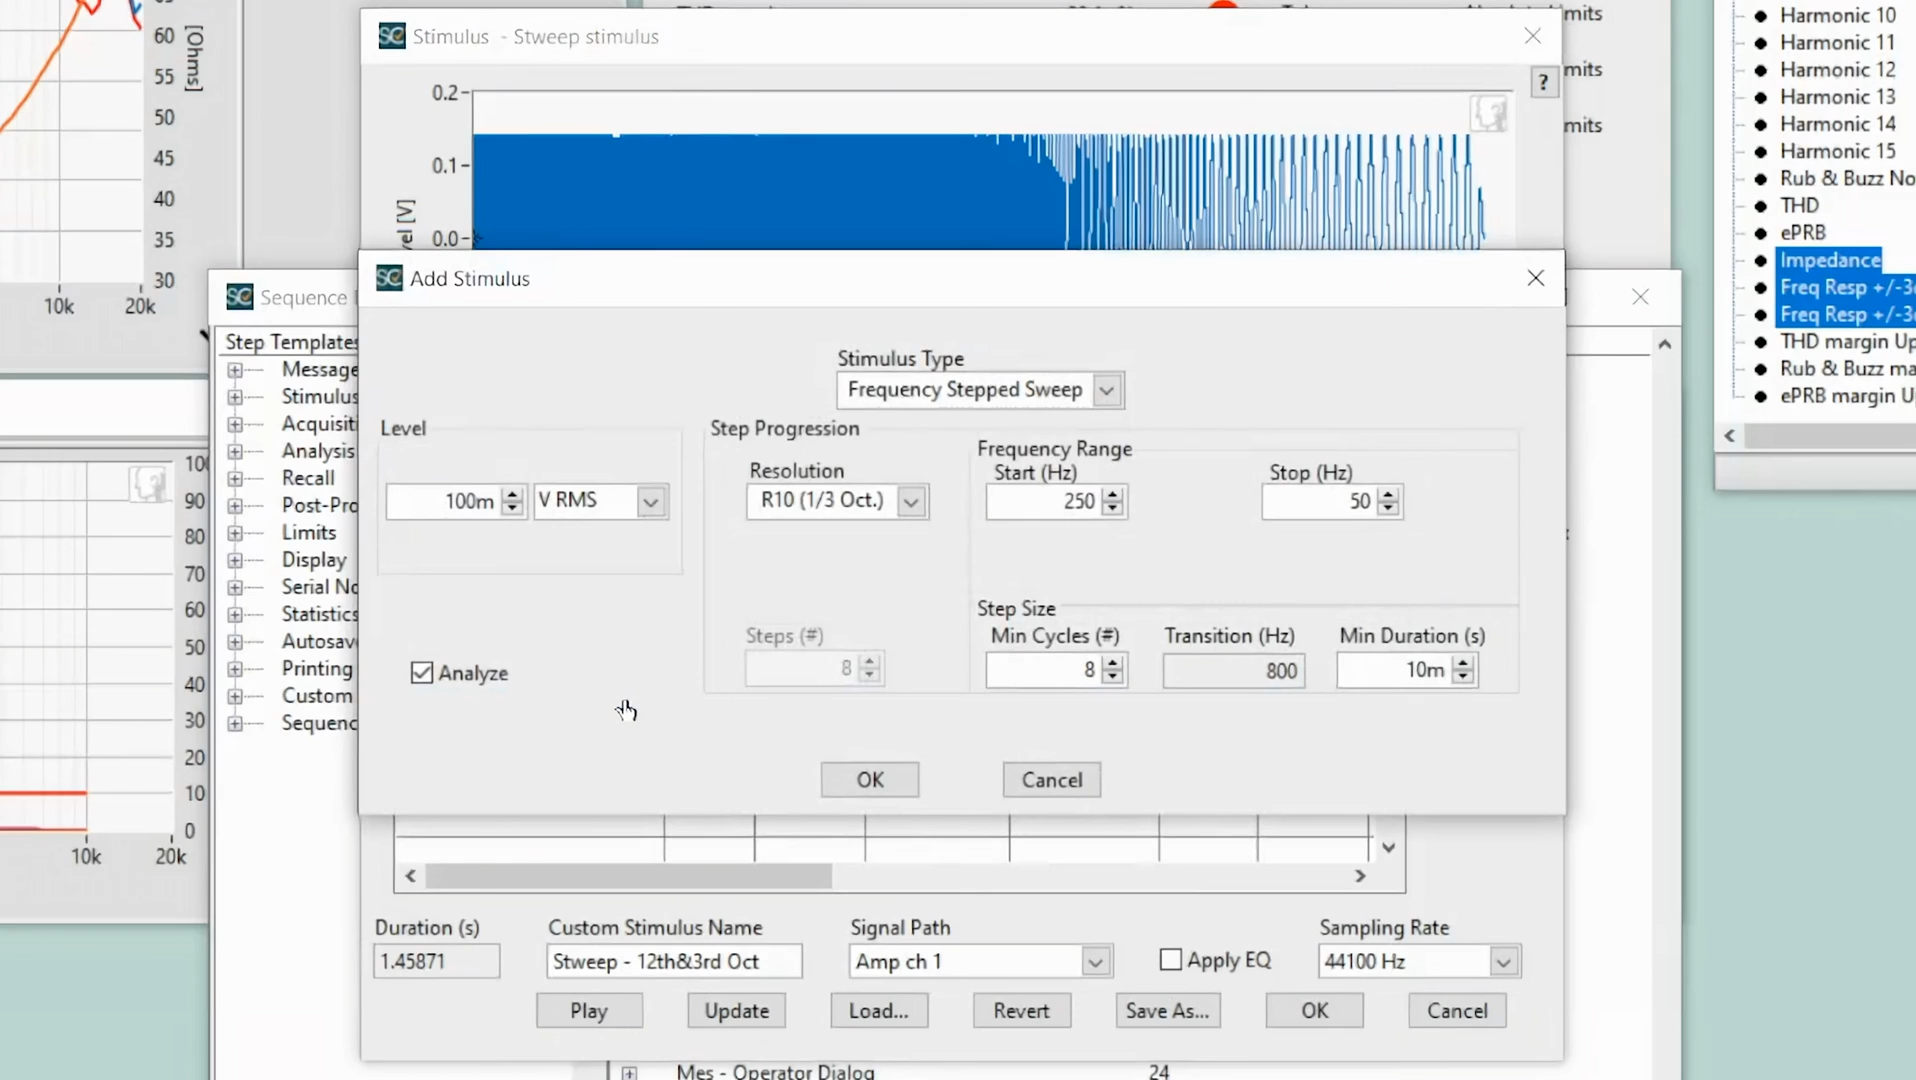 60
55
50
45
40
35
30
[Ohms]
10k
20k
Stimulus - Stweep stimulus
?
0.2
0.1
0.0
mits
mits
mits
Harmonic 10
Harmonic 11
Harmonic 12
Harmonic 13
Harmonic 14
Harmonic 15
Rub & Buzz No
THD
ePRB
Impedance
Freq Resp +/-3
Freq Resp +/-3
THD margin Up
Rub & Buzz ma
ePRB margin U
Sequence
Step Templates
Message
Stimulus
Acquisiti
Analysis
Recall
Post-Pro
Limits
Display
Serial No
Statistics
Autosave
Printing
Custom
Sequenc
Add Stimulus
Stimulus Type
Frequency Stepped Sweep
Level
100m
V RMS
Step Progression
Resolution
R10 (1/3 Oct.)
Frequency Range
Start (Hz)
Stop (Hz)
250
50
Steps (#)
8
Step Size
Min Cycles (#)
Transition (Hz)
Min Duration (s)
8
800
10m
Analyze
OK
Cancel
100
90
80
70
60
50
40
30
20
10
0
10k
20k
Duration (s)
Custom Stimulus Name
Signal Path
Sampling Rate
1.45871
Stweep - 12th&3rd Oct
Amp ch 1
Apply EQ
44100 Hz
Play
Update
Load...
Revert
Save As...
OK
Cancel
Mes - Operator Dialog
24